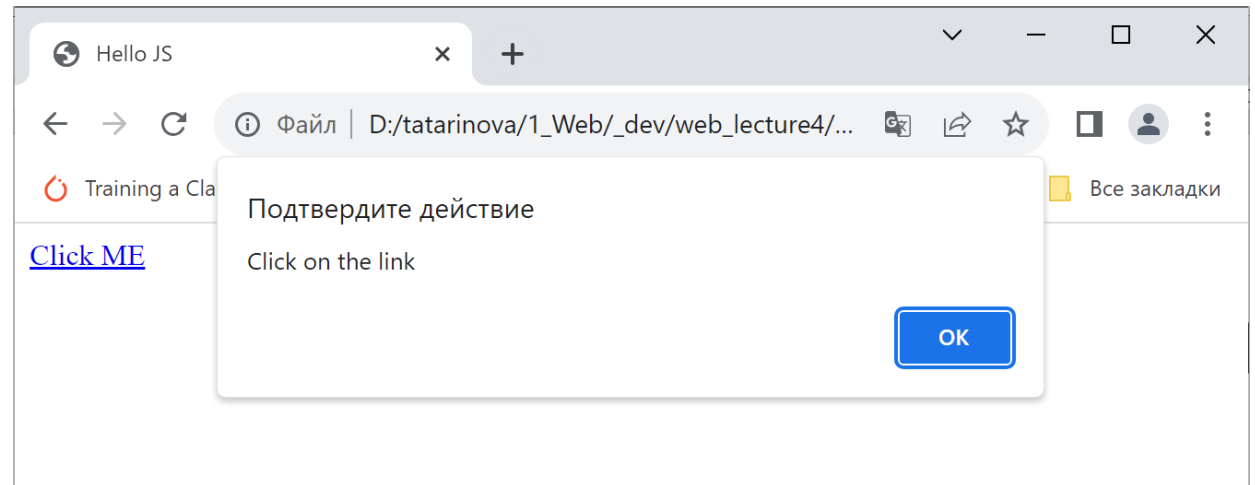 Hello JS
Файл D:/tatarinova/1_Web/_dev/web_lecture4/...
Training a Cla
Все закладки
Подтвердите действие
Click ME
Click on the link
ОК